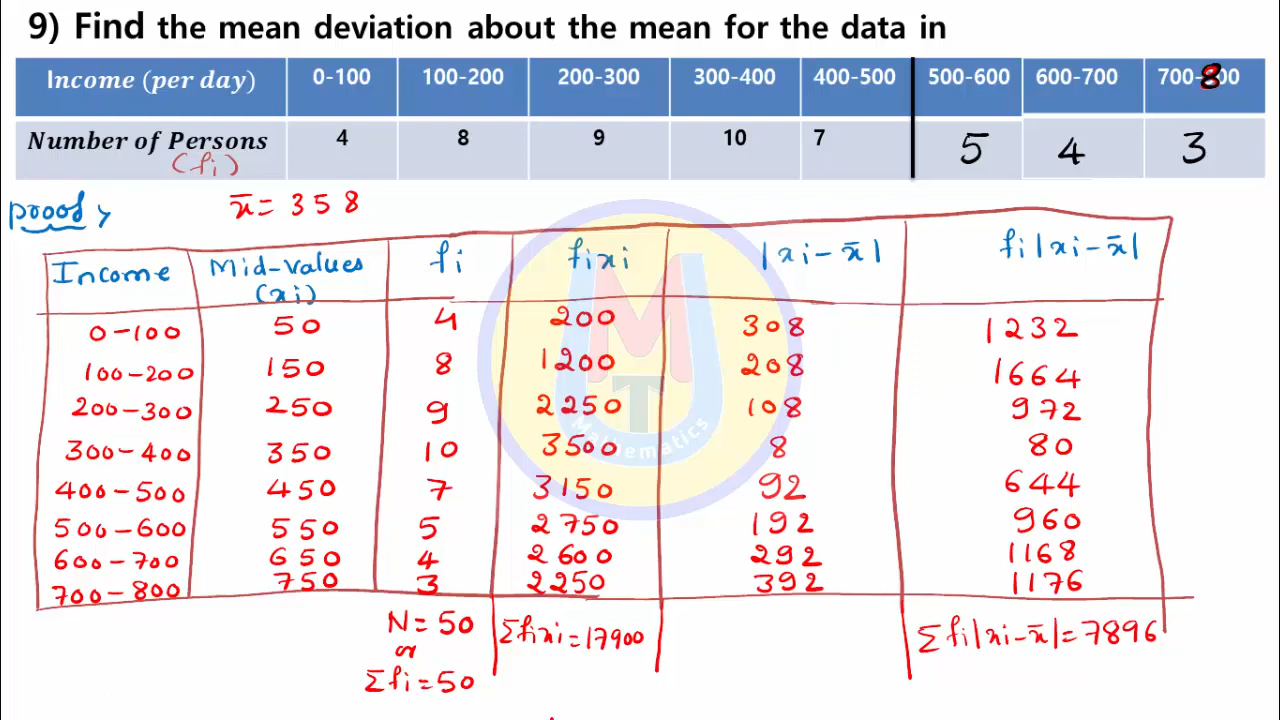 9) Find the mean deviation about the mean for the data in
Income (per day) 0-100 100-200 200-300 300-400 400-500 500-600 600-700 700-800
Number of Persons 4 8 9 10 7 5 4 3
(fi)
proof > x̄ = 358
Income Mid-values (xi) fi fixi |xi - x̄| fi|xi - x̄|
0-100 50 4 200 308 1232
100-200 150 8 1200 208 1664
200-300 250 9 2250 108 972
300-400 350 10 3500 8 80
400-500 450 7 3150 92 644
500-600 550 5 2750 192 960
600-700 650 4 2600 292 1168
700-800 750 3 2250 392 1176
N = 50 Σfixi = 17900 Σfi|xi - x̄| = 7896
or
Σfi = 50
MT
Mathematics